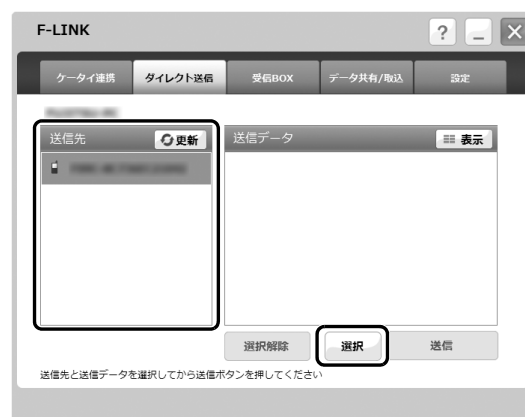 F-LINK
?
ケータイ連携
ダイレクト送信
受信BOX
データ共有/取込
設定
送信先
更新
送信データ
表示
選択解除
選択
送信
送信先と送信データを選択してから送信ボタンを押してください